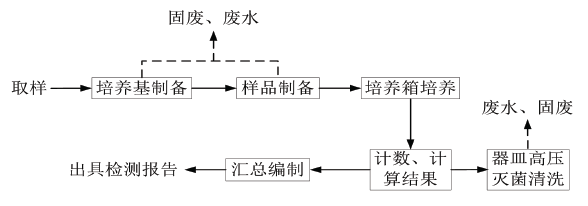 固废、废水
取样
培养基制备
样品制备
培养箱培养
废水、固废
出具检测报告
汇总编制
计数、计
算结果
器皿高压
灭菌清洗